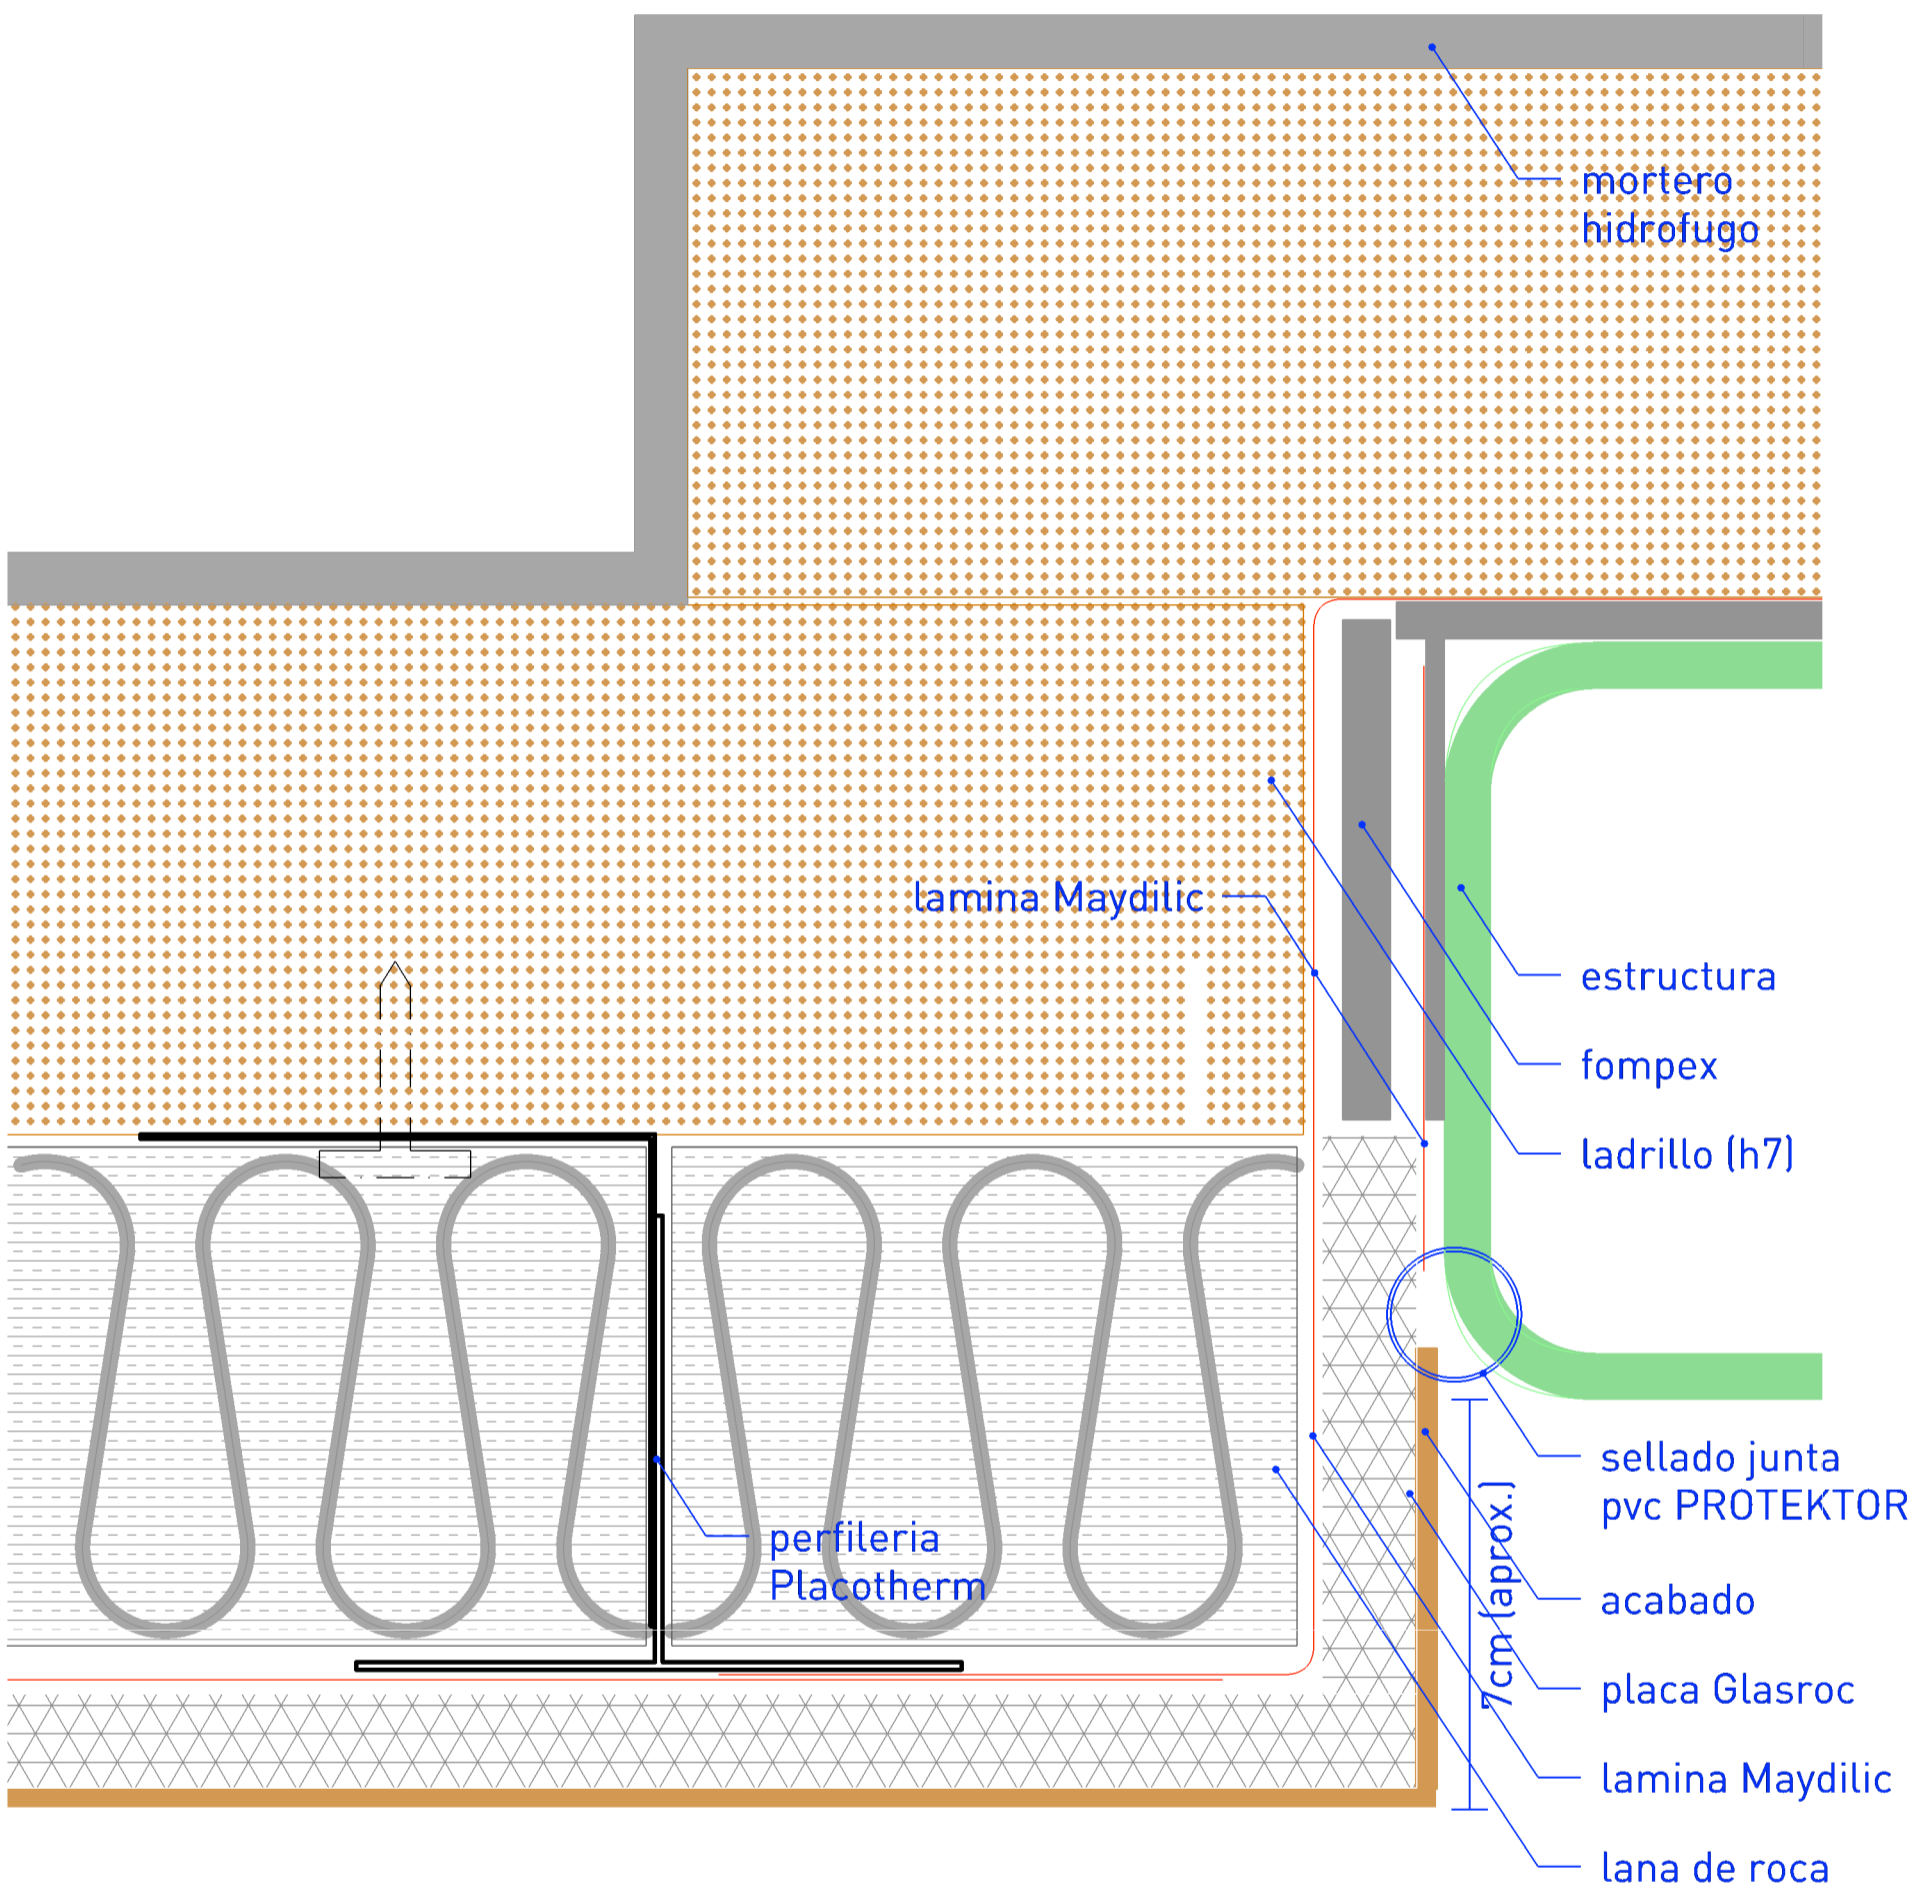 mortero
hidrofugo
lamina Maydilic
estructura
fompex
ladrillo (h7)
sellado junta
pvc PROTEKTOR
perfileria
Placotherm
7cm (aprox.)
acabado
placa Glasroc
lamina Maydilic
lana de roca